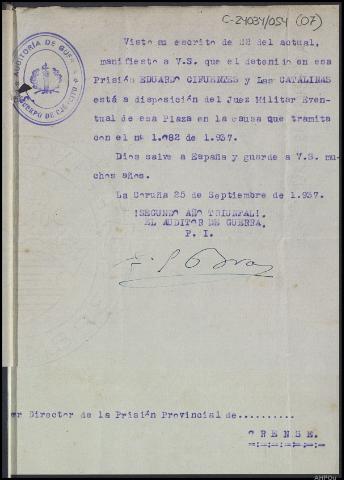 C-24034/054 (07)
AUDITORÍA DE GUERRA
CUERPO DE EJÉRCITO
Visto su escrito de 22 del actual,
manifiesto a V.S. que el detenido en esa
Prisión EDUARDO CIFUENTES y Las CATALINAS
está a disposición del Juez Militar Even-
tual de esa Plaza en la causa que tramita
con el nº 1.082 de 1.937.
Dios salve a España y guarde a V.S. mu-
chos años.
La Coruña 25 de Septiembre de 1.937.
¡SEGUNDO AÑO TRIUNFAL!.
EL AUDITOR DE GUERRA.
P. I.
or Director de la Prisión Provincial de..........
ORENSE.
AHPOu